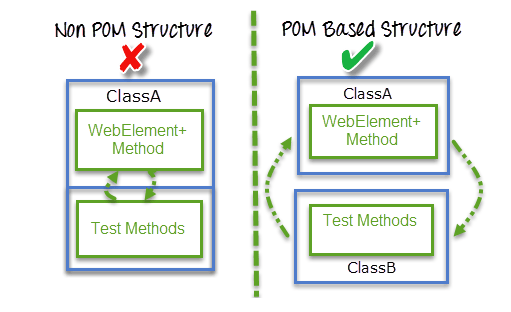 Non POM Structure
ClassA
WebElement+
Method
Test Methods
POM Based Structure
ClassA
WebElement+
Method
Test Methods
ClassB